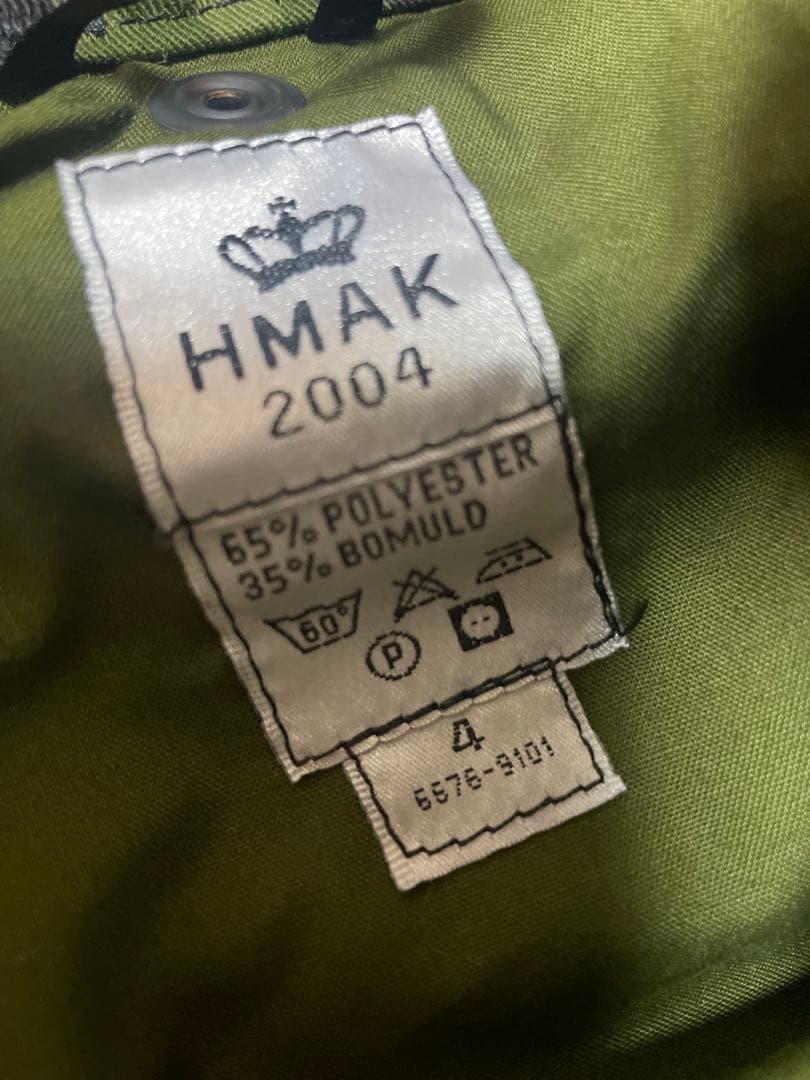 HMAK
2004
65% POLYESTER
35% BOMULD
60°
P
4
6676-9101